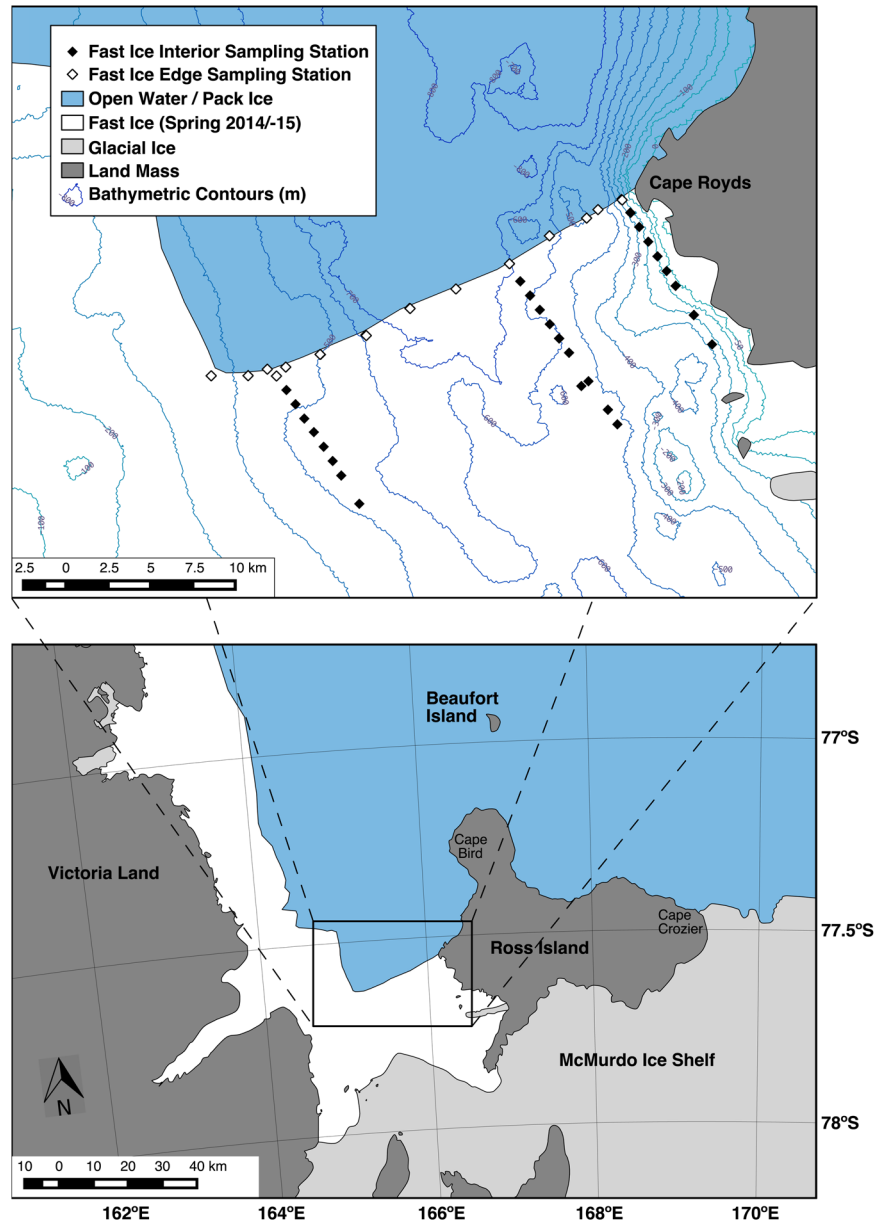 Fast Ice Interior Sampling Station
Fast Ice Edge Sampling Station
Open Water / Pack Ice
Fast Ice (Spring 2014/-15)
Glacial Ice
Land Mass
Bathymetric Contours (m)
Cape Royds
2.5 0 2.5 5 7.5 10 km
Beaufort
Island
77ºS
Cape
Bird
Victoria Land
Cape
Crozier
77.5ºS
Ross Island
McMurdo Ice Shelf
N
78ºS
10 0 10 20 30 40 km
162ºE 164ºE 166ºE 168ºE 170ºE